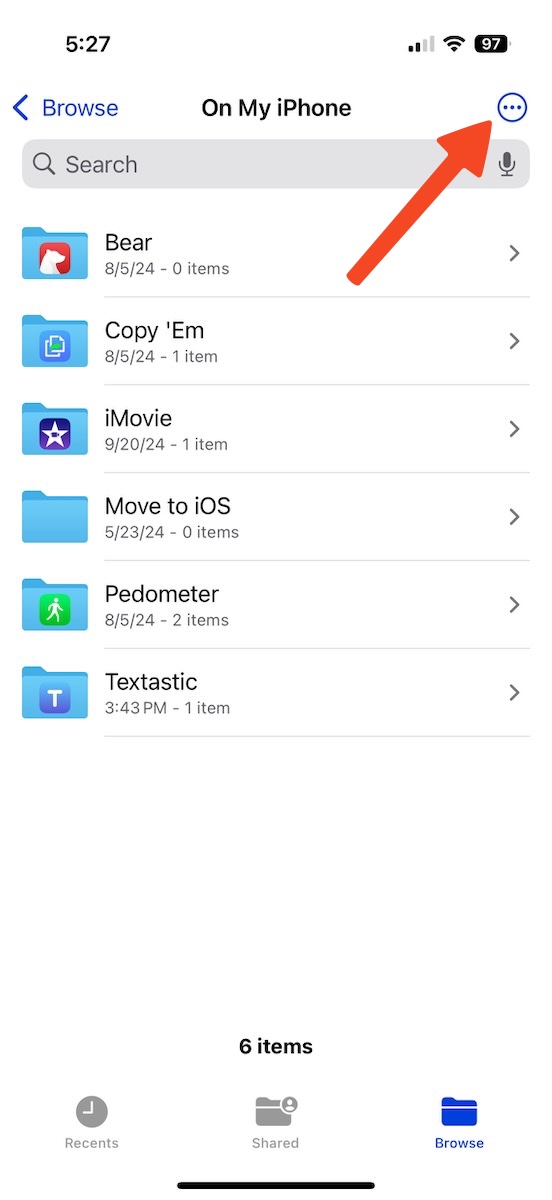 5:27
97
Browse
On My iPhone
Search
Bear
8/5/24 - 0 items
Copy 'Em
8/5/24 - 1 item
iMovie
9/20/24 - 1 item
Move to iOS
5/23/24 - 0 items
Pedometer
8/5/24 - 2 items
T
Textastic
3:43 PM - 1 item
6 items
Recents
Shared
Browse